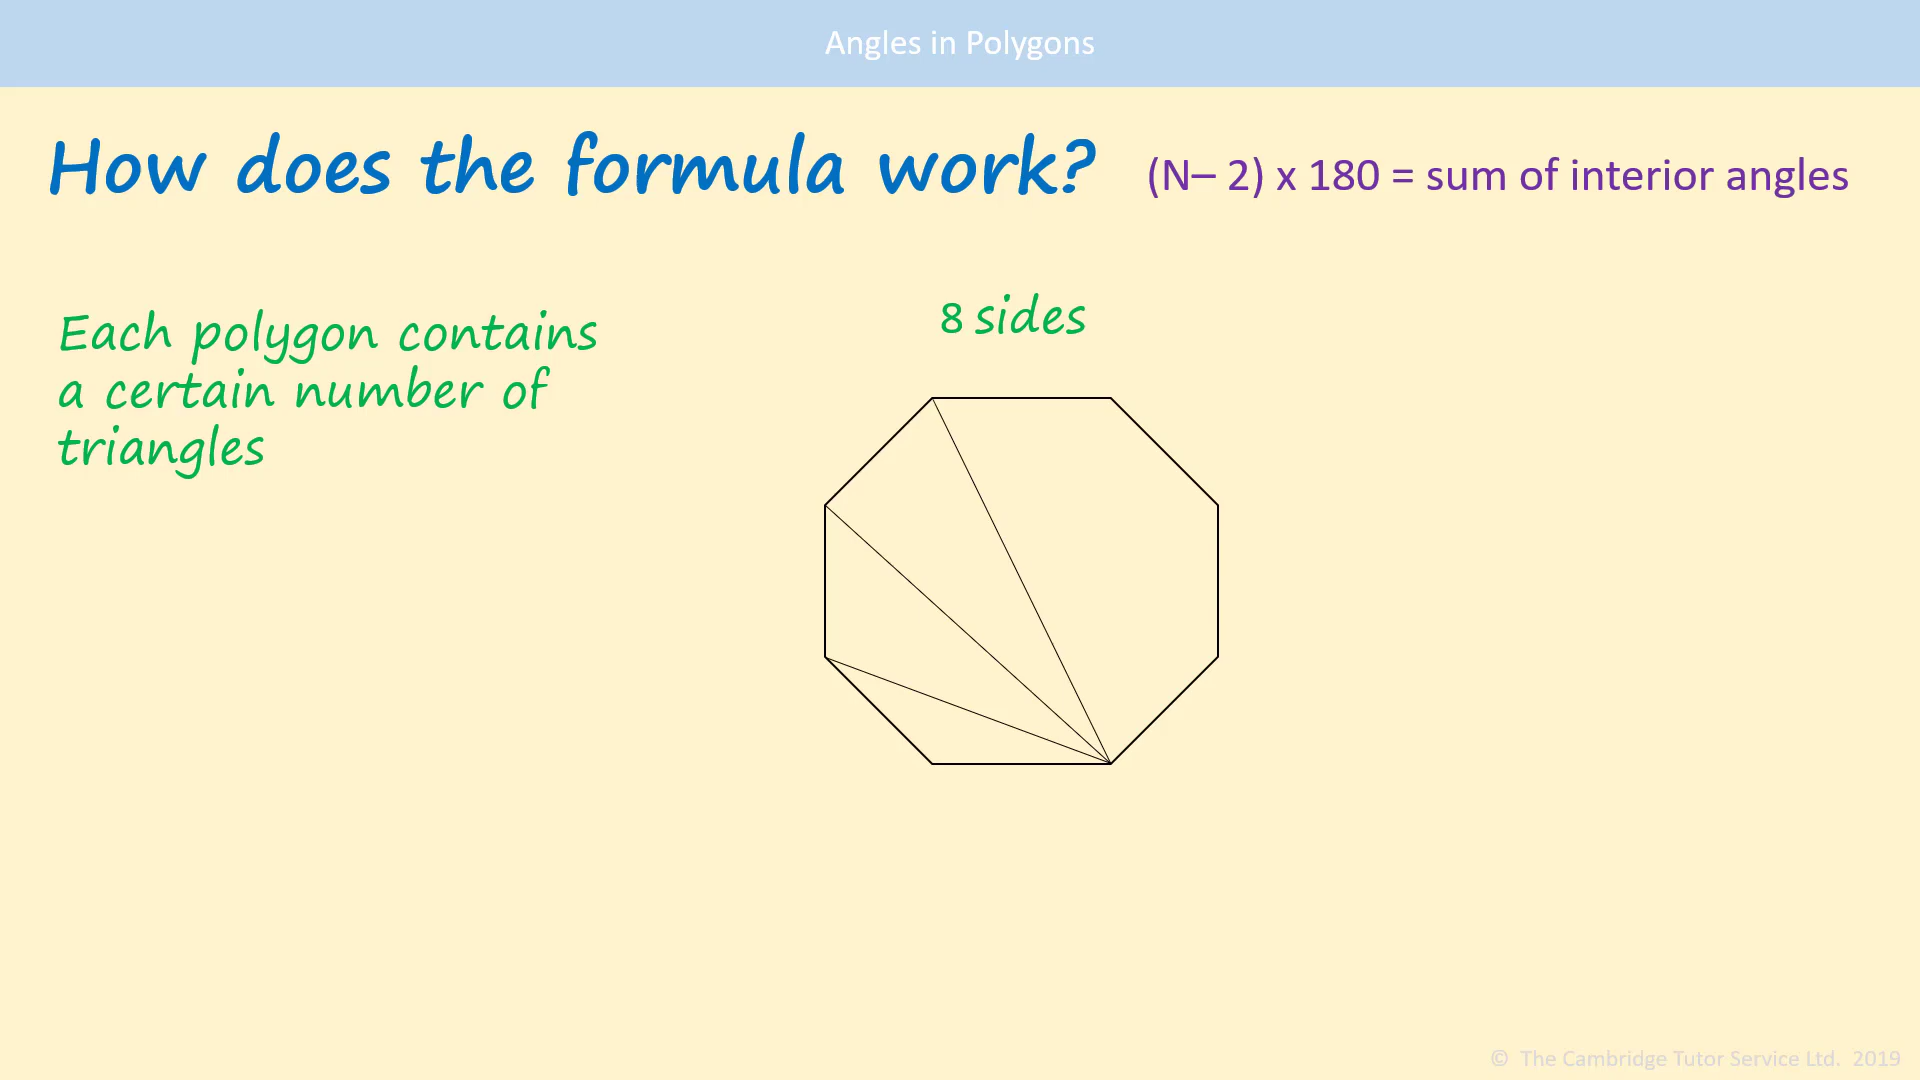 Angles in Polygons
How does the formula work?
(N– 2) x 180 = sum of interior angles
8 sides
Each polygon contains
a certain number of
triangles
© The Cambridge Tutor Service Ltd. 2019